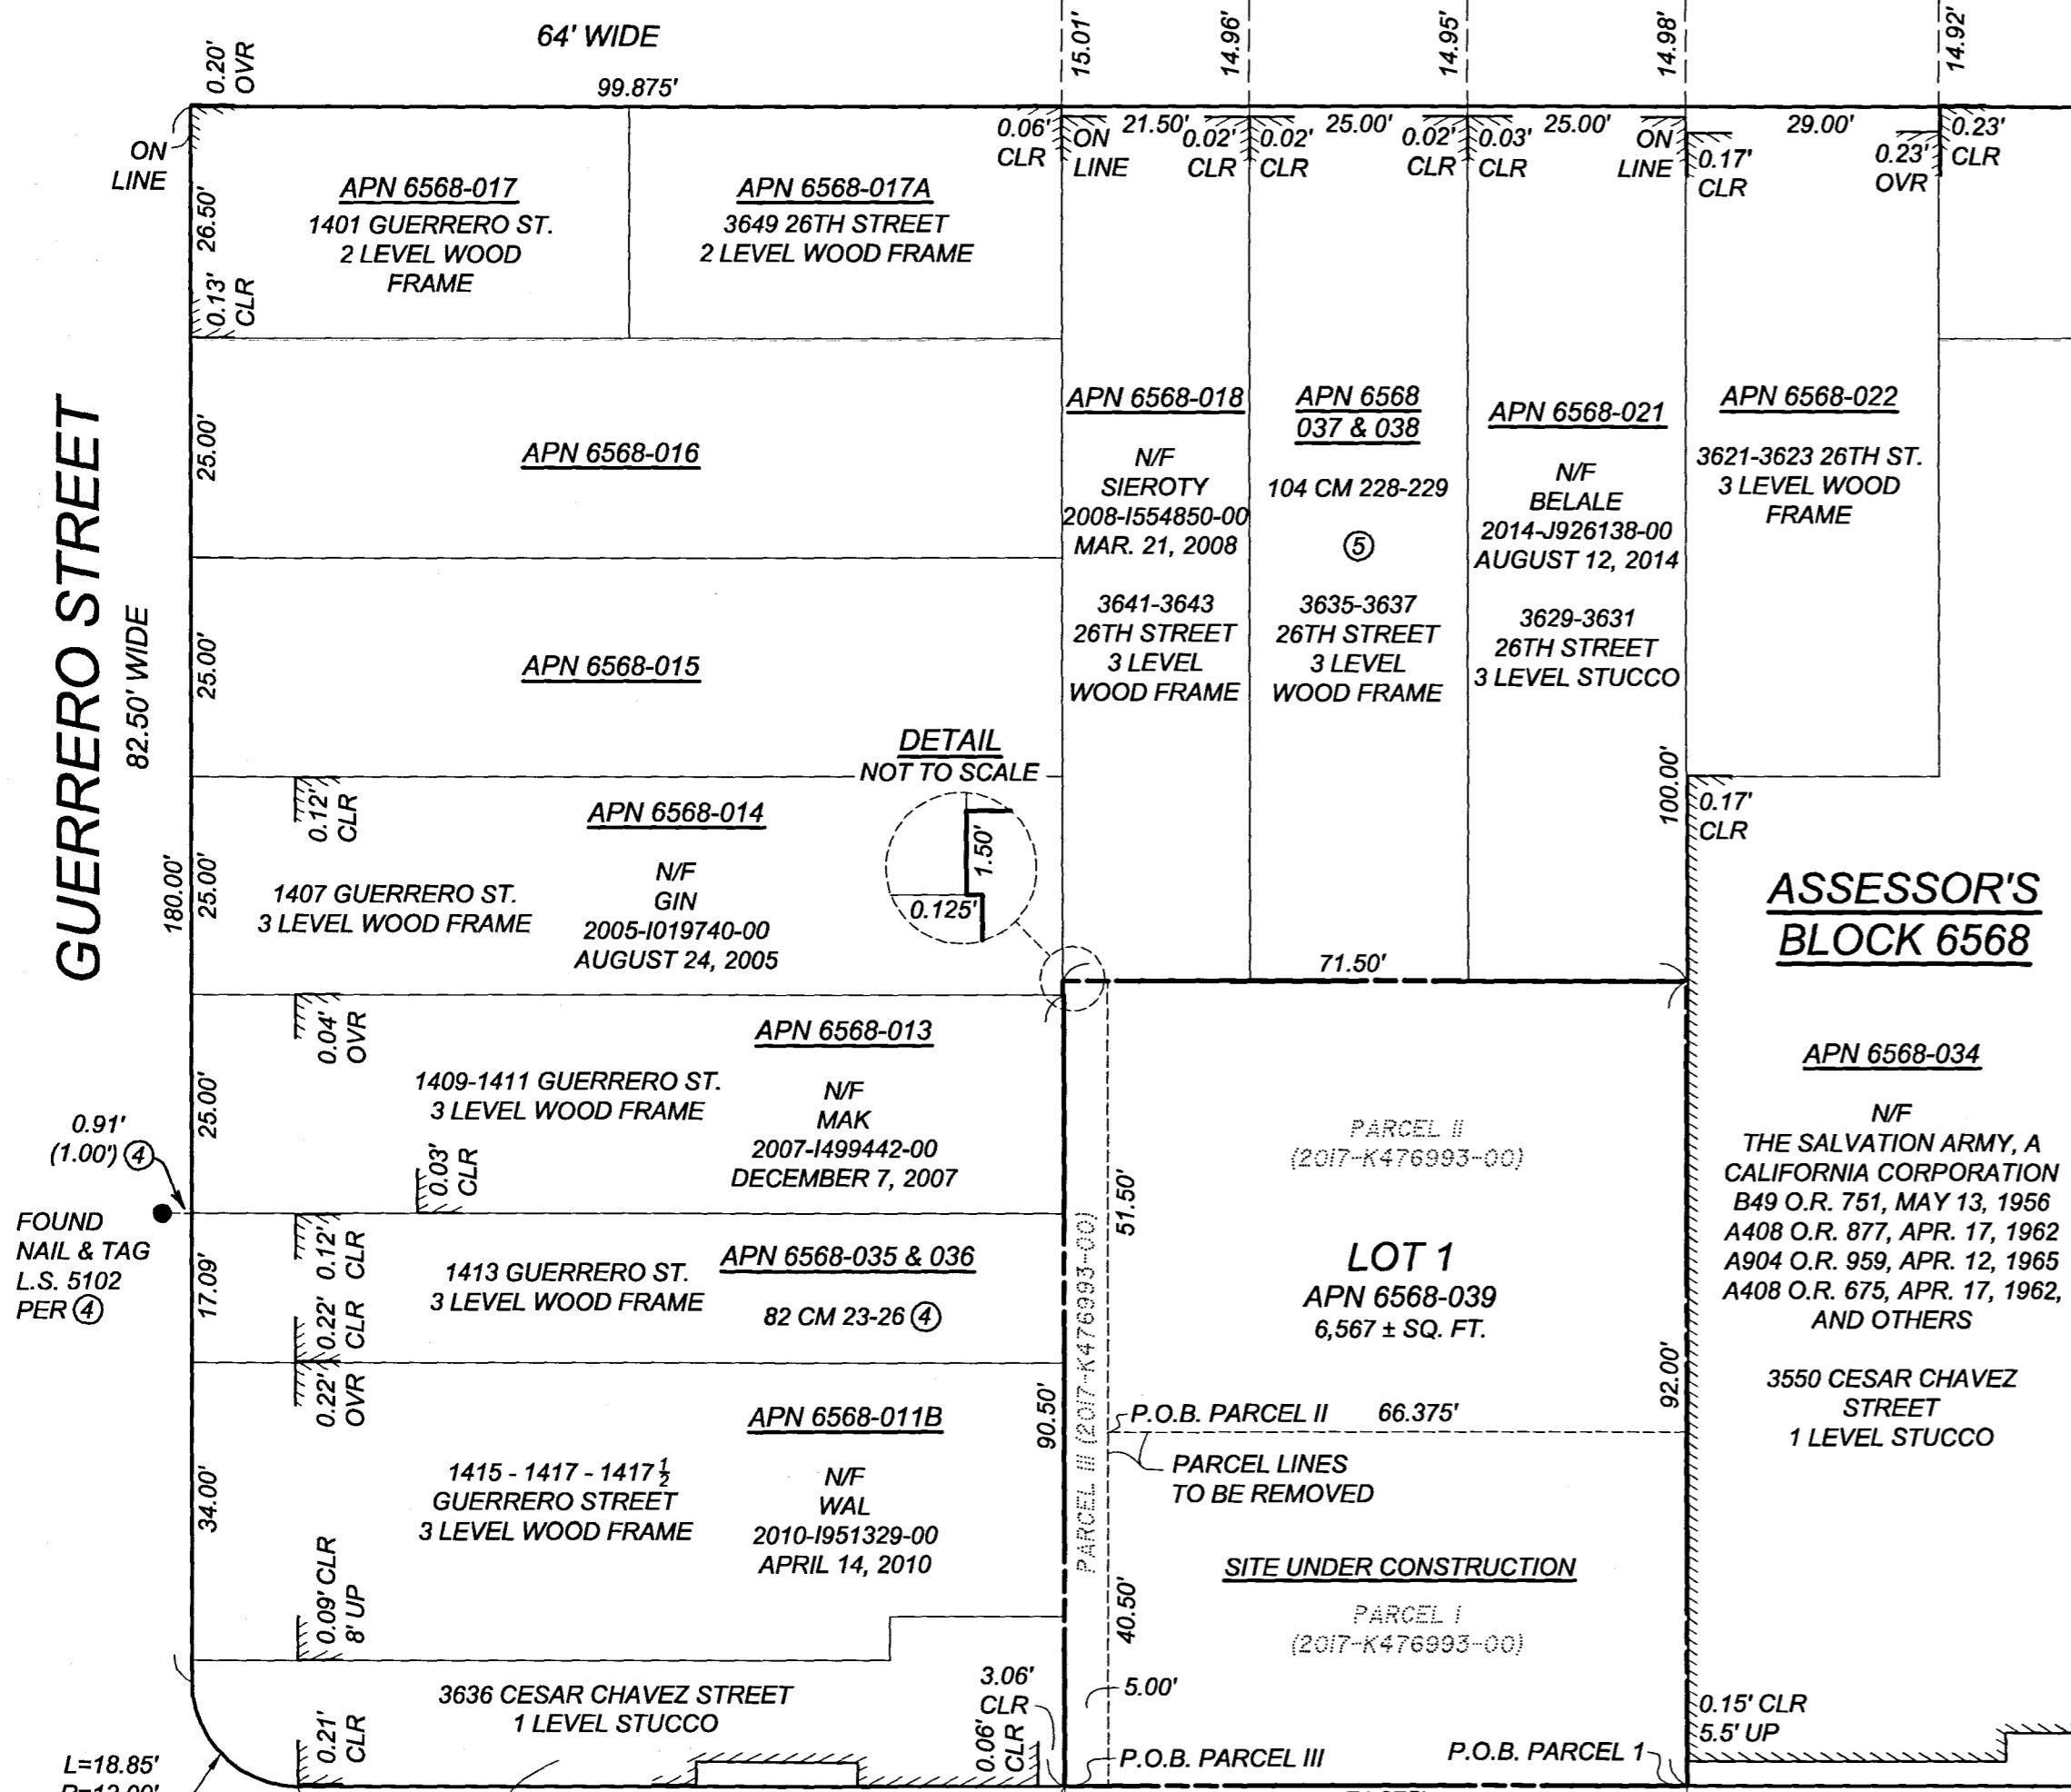 64' WIDE
0.20'
OVR
99.875'
15.01'
14.96'
14.95'
14.98'
14.92'
ON
LINE
26.50'
0.13'
CLR
APN 6568-017
1401 GUERRERO ST.
2 LEVEL WOOD
FRAME
APN 6568-017A
3649 26TH STREET
2 LEVEL WOOD FRAME
0.06'
CLR
ON
LINE
21.50'
0.02'
CLR
0.02'
CLR
25.00'
0.02'
CLR
0.03'
CLR
25.00'
ON
LINE
0.17'
CLR
29.00'
0.23'
OVR
0.23'
CLR
GUERRERO STREET
82.50' WIDE
180.00'
25.00'
APN 6568-016
25.00'
APN 6568-015
APN 6568-018
N/F
SIEROTY
2008-I554850-00
MAR. 21, 2008
3641-3643
26TH STREET
3 LEVEL
WOOD FRAME
APN 6568
037 & 038
104 CM 228-229
5
3635-3637
26TH STREET
3 LEVEL
WOOD FRAME
APN 6568-021
N/F
BELALE
2014-J926138-00
AUGUST 12, 2014
3629-3631
26TH STREET
3 LEVEL STUCCO
APN 6568-022
3621-3623 26TH ST.
3 LEVEL WOOD
FRAME
DETAIL
NOT TO SCALE
1.50'
0.125'
25.00'
0.12'
CLR
APN 6568-014
1407 GUERRERO ST.
3 LEVEL WOOD FRAME
N/F
GIN
2005-I019740-00
AUGUST 24, 2005
100.00'
0.17'
CLR
ASSESSOR'S
BLOCK 6568
71.50'
25.00'
0.04'
OVR
APN 6568-013
1409-1411 GUERRERO ST.
3 LEVEL WOOD FRAME
N/F
MAK
2007-I499442-00
DECEMBER 7, 2007
0.03'
CLR
0.91'
(1.00') 4
FOUND
NAIL & TAG
L.S. 5102
PER 4
17.09'
0.12'
CLR
0.22'
CLR
APN 6568-035 & 036
1413 GUERRERO ST.
3 LEVEL WOOD FRAME
82 CM 23-26 4
0.22'
OVR
34.00'
APN 6568-011B
1415 - 1417 - 1417 1/2
GUERRERO STREET
3 LEVEL WOOD FRAME
N/F
WAL
2010-I951329-00
APRIL 14, 2010
0.09' CLR
8' UP
90.50'
PARCEL III (2017-K476993-00)
51.50'
40.50'
PARCEL II
(2017-K476993-00)
LOT 1
APN 6568-039
6,567 ± SQ. FT.
P.O.B. PARCEL II
66.375'
92.00'
PARCEL LINES
TO BE REMOVED
SITE UNDER CONSTRUCTION
PARCEL I
(2017-K476993-00)
APN 6568-034
N/F
THE SALVATION ARMY, A
CALIFORNIA CORPORATION
B49 O.R. 751, MAY 13, 1956
A408 O.R. 877, APR. 17, 1962
A904 O.R. 959, APR. 12, 1965
A408 O.R. 675, APR. 17, 1962,
AND OTHERS
3550 CESAR CHAVEZ
STREET
1 LEVEL STUCCO
3636 CESAR CHAVEZ STREET
1 LEVEL STUCCO
0.21'
CLR
3.06'
CLR
0.06'
CLR
5.00'
P.O.B. PARCEL III
P.O.B. PARCEL 1
0.15' CLR
5.5' UP
L=18.85'